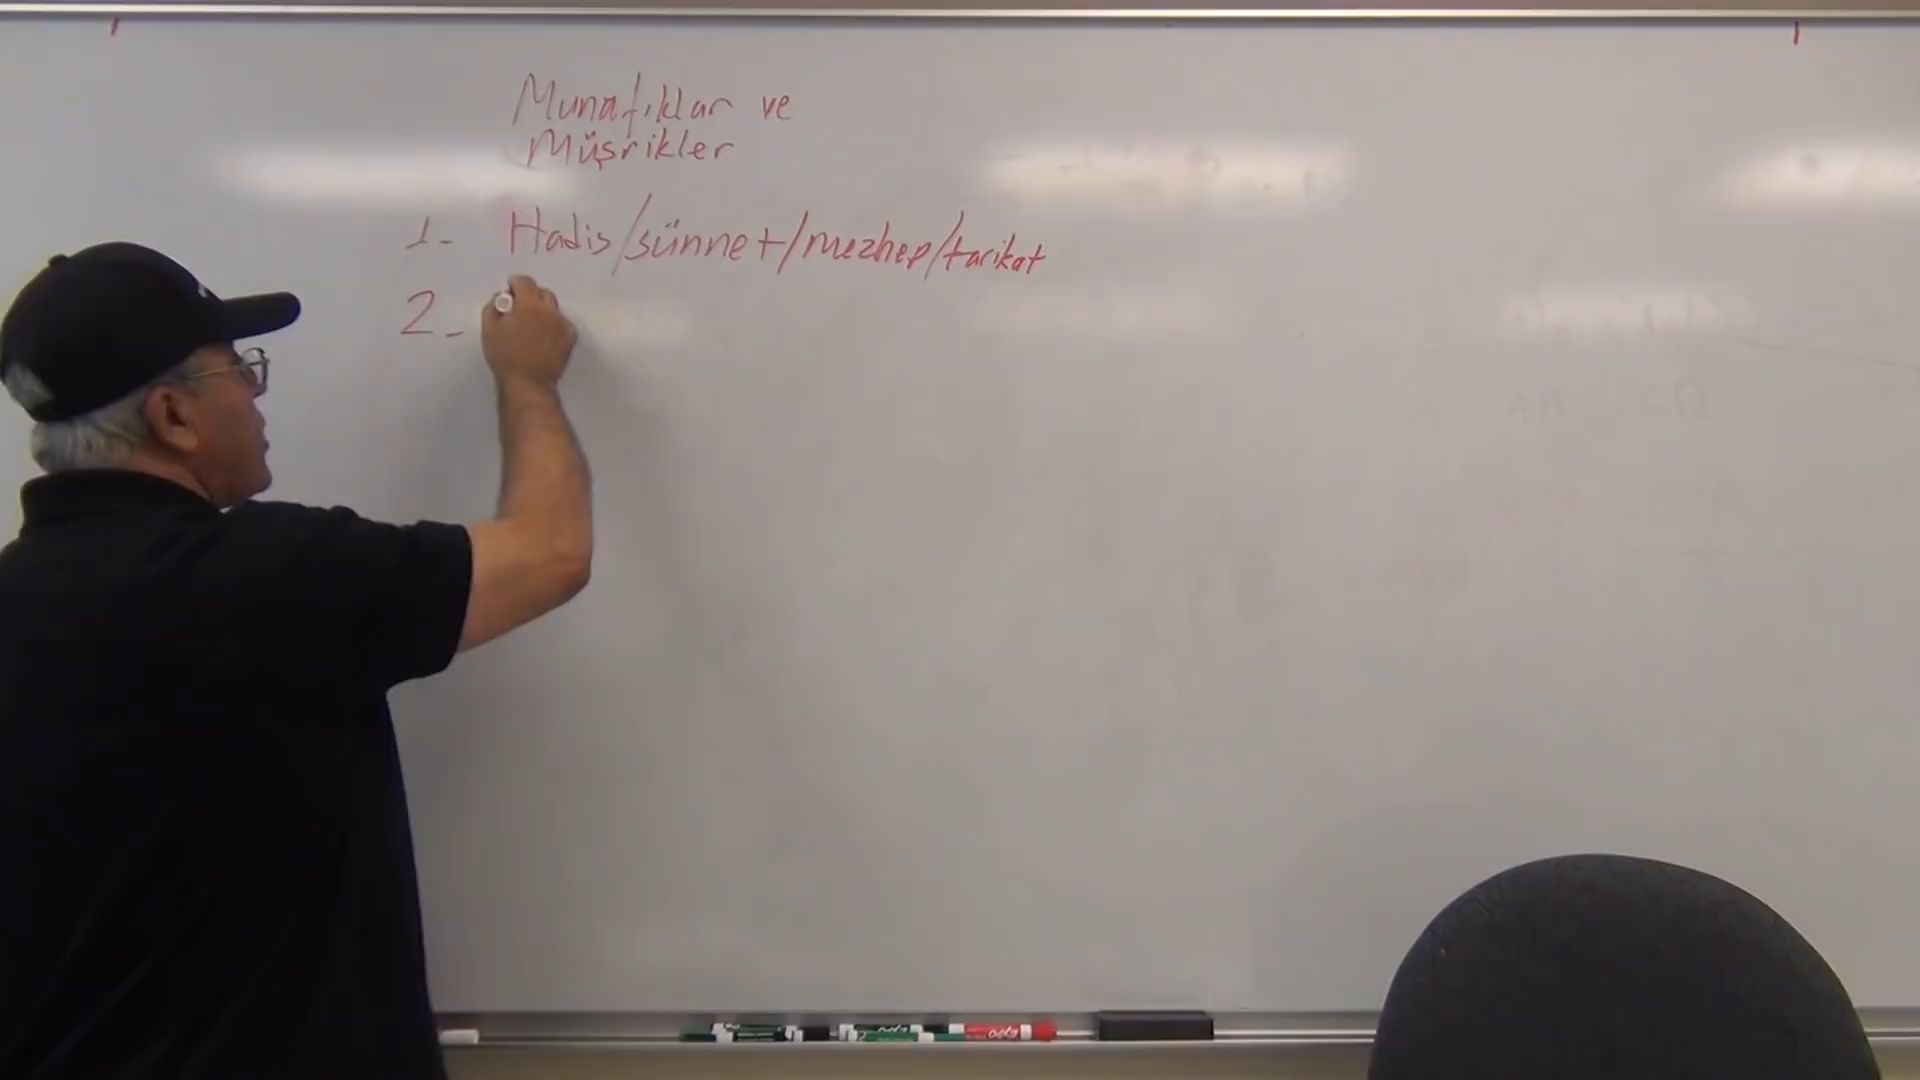 Munafıklar ve
Müşrikler
1- Hadis/sünnet/mezhep/tarikat
2-